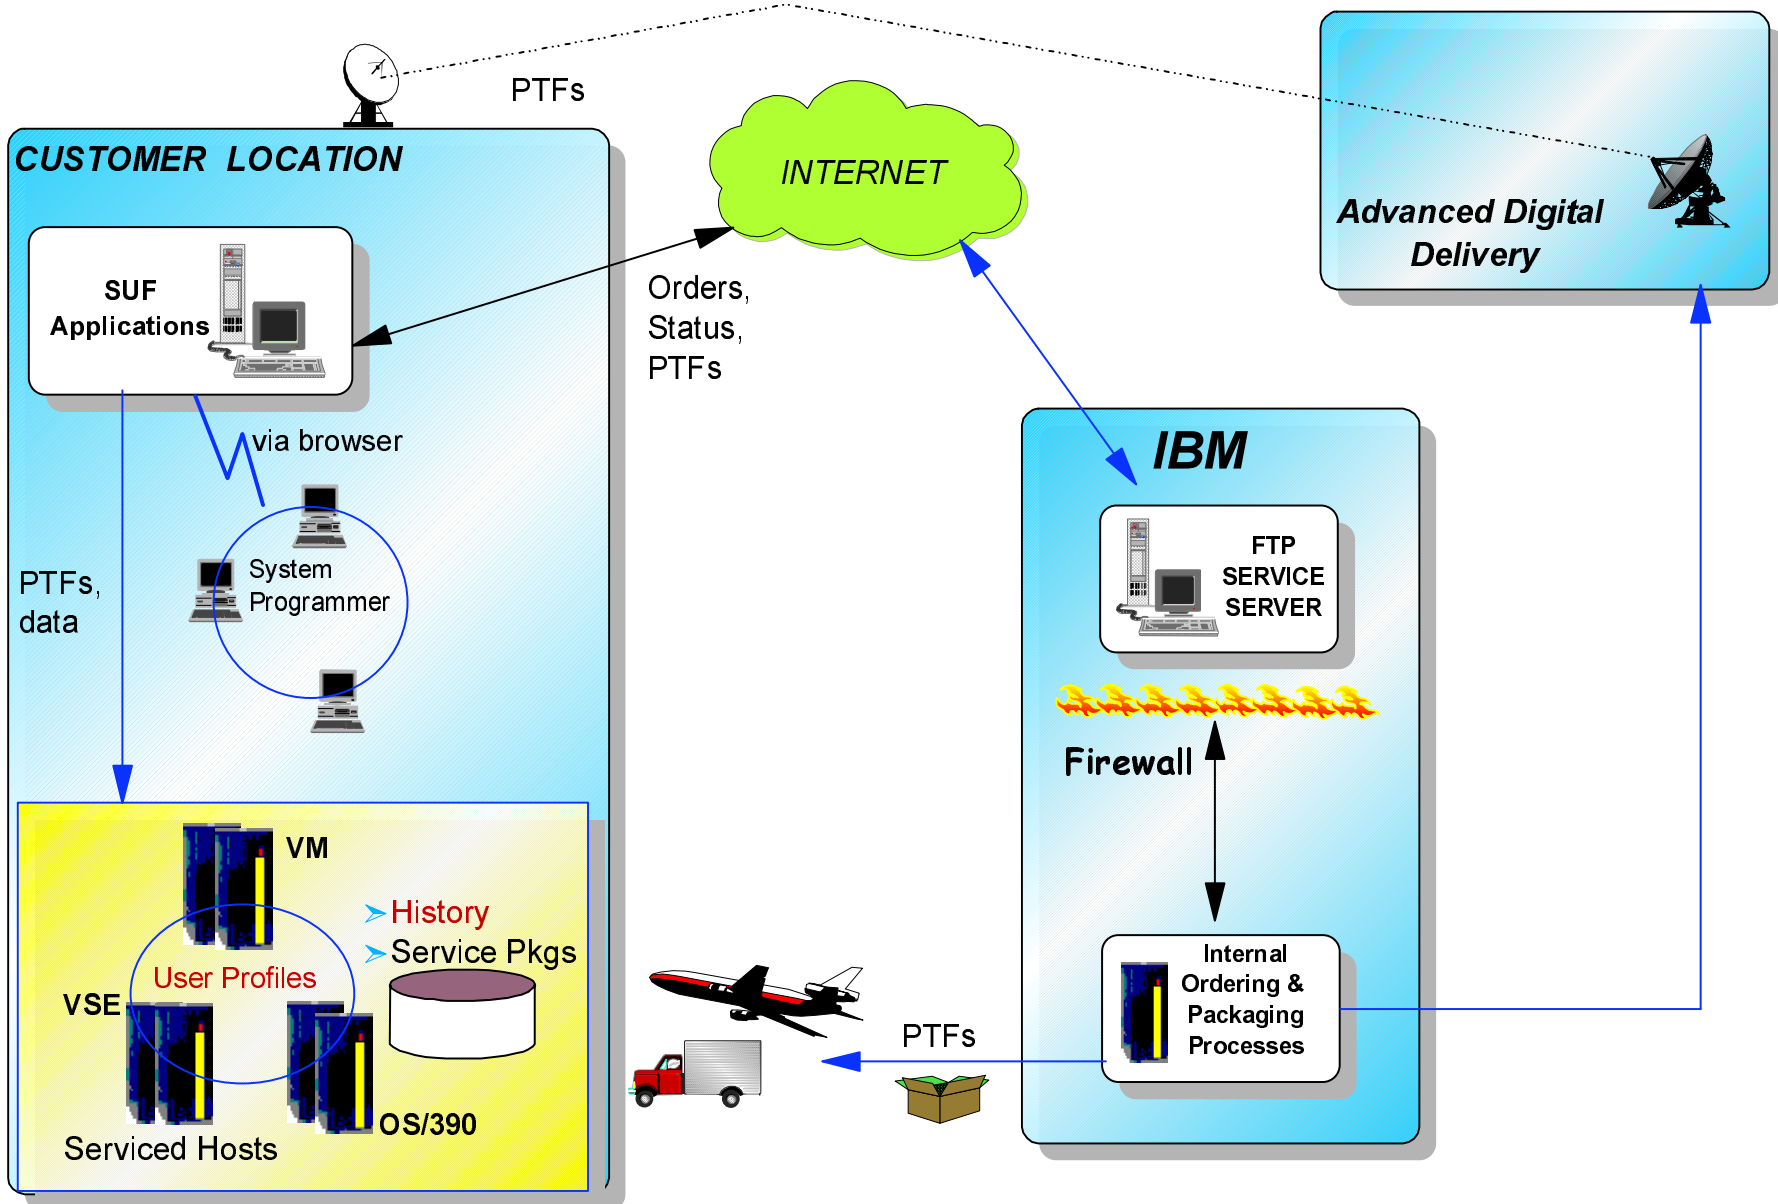 PTFs
CUSTOMER LOCATION
INTERNET
Advanced Digital
Delivery
SUF
Applications
Orders,
Status,
PTFs
via browser
IBM
System
Programmer
PTFs,
data
FTP
SERVICE
SERVER
Firewall
VM
History
Service Pkgs
User Profiles
VSE
OS/390
Serviced Hosts
PTFs
Internal
Ordering &
Packaging
Processes